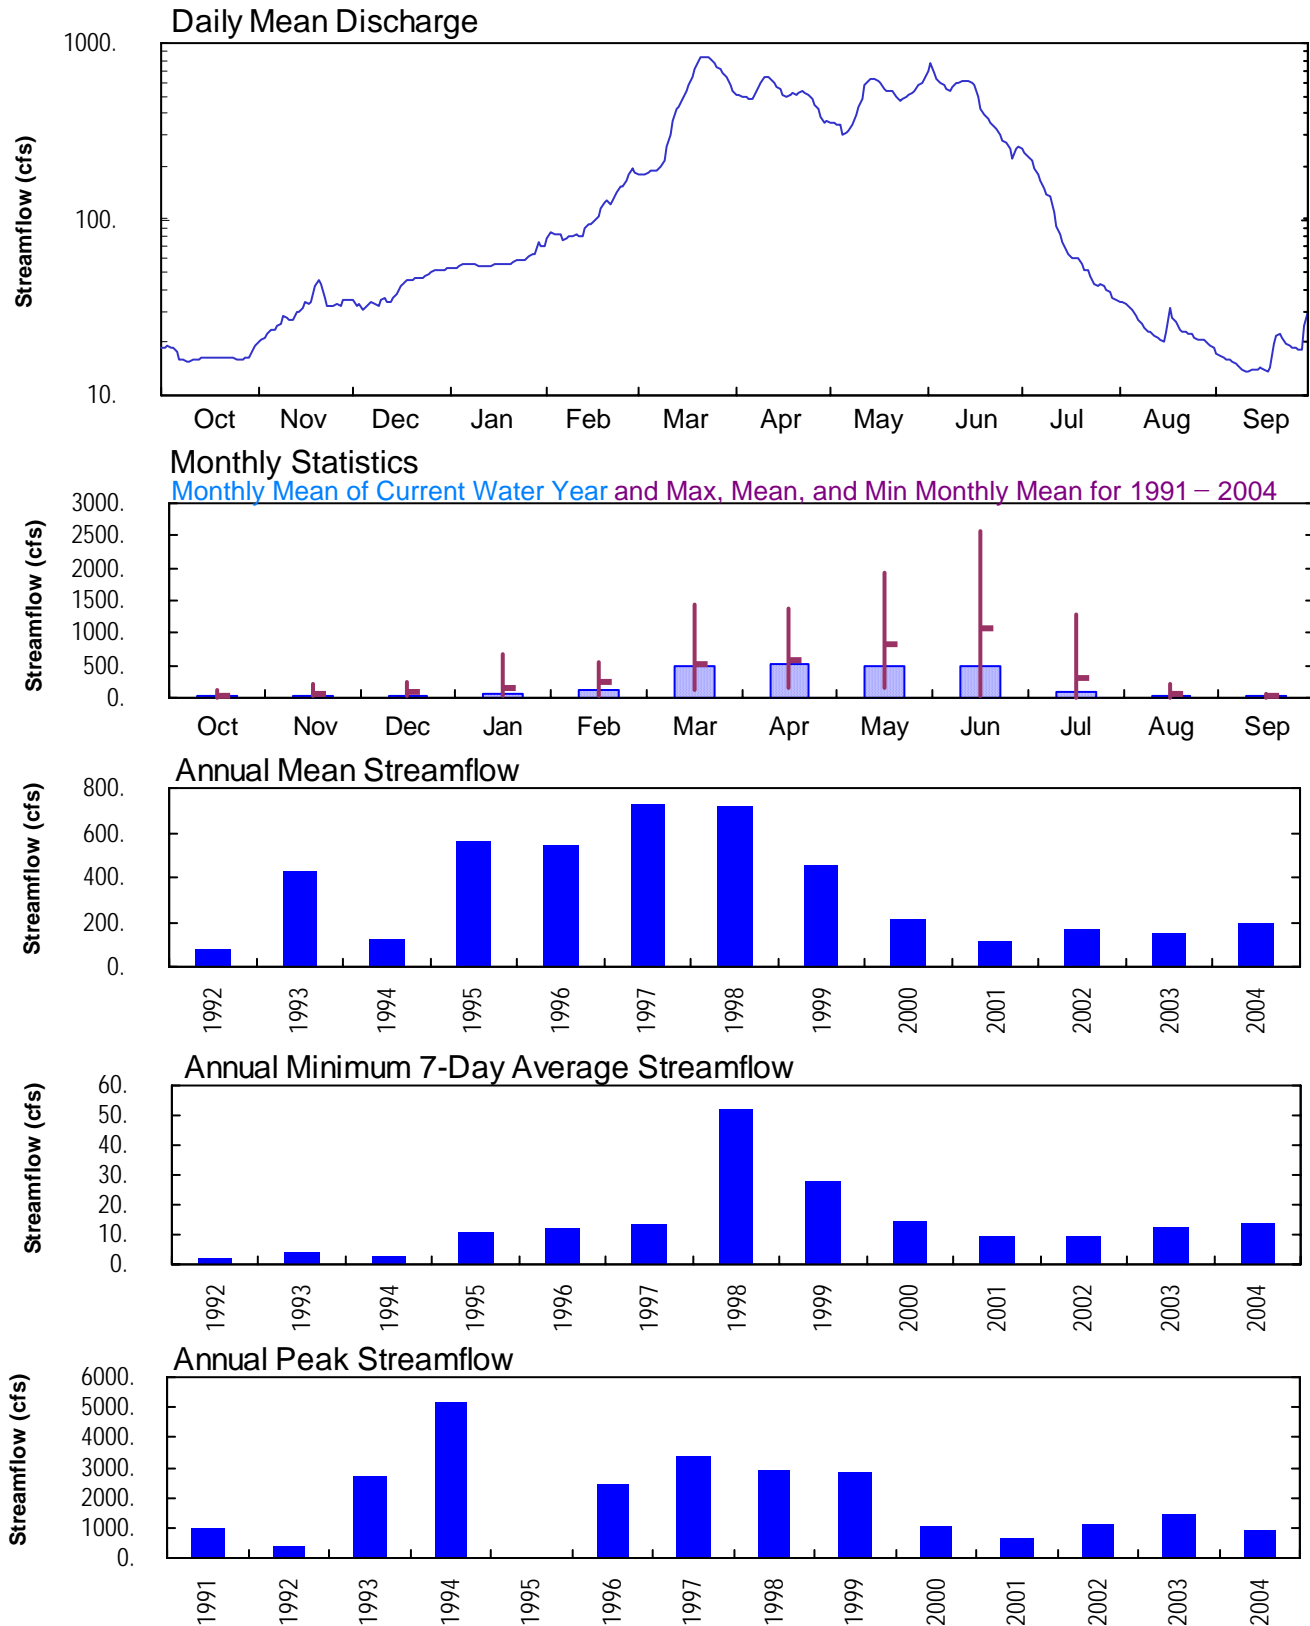 Daily Mean Discharge
Streamflow (cfs)
1000.
100.
10.
Oct Nov Dec Jan Feb Mar Apr May Jun Jul Aug Sep
Monthly Statistics
Monthly Mean of Current Water Year and Max, Mean, and Min Monthly Mean for 1991 – 2004
Streamflow (cfs)
3000.
2500.
2000.
1500.
1000.
500.
0.
Oct Nov Dec Jan Feb Mar Apr May Jun Jul Aug Sep
Annual Mean Streamflow
Streamflow (cfs)
800.
600.
400.
200.
0.
1992 1993 1994 1995 1996 1997 1998 1999 2000 2001 2002 2003 2004
Annual Minimum 7-Day Average Streamflow
Streamflow (cfs)
60.
50.
40.
30.
20.
10.
0.
1992 1993 1994 1995 1996 1997 1998 1999 2000 2001 2002 2003 2004
Annual Peak Streamflow
Streamflow (cfs)
6000.
5000.
4000.
3000.
2000.
1000.
0.
1991 1992 1993 1994 1995 1996 1997 1998 1999 2000 2001 2002 2003 2004